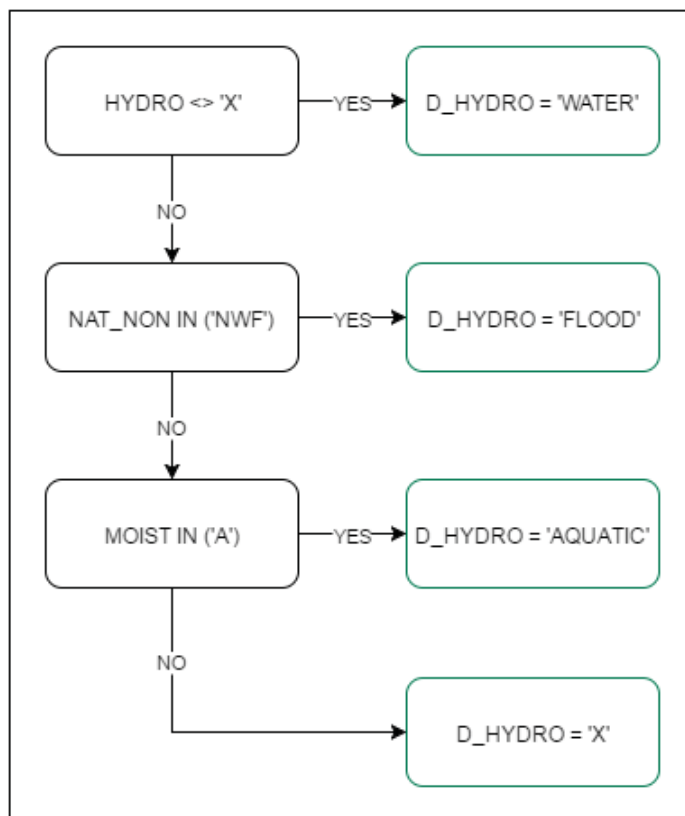 HYDRO <> 'X'
YES
D_HYDRO = 'WATER'
NO
NAT_NON IN ('NWF')
YES
D_HYDRO = 'FLOOD'
NO
MOIST IN ('A')
YES
D_HYDRO = 'AQUATIC'
NO
D_HYDRO = 'X'